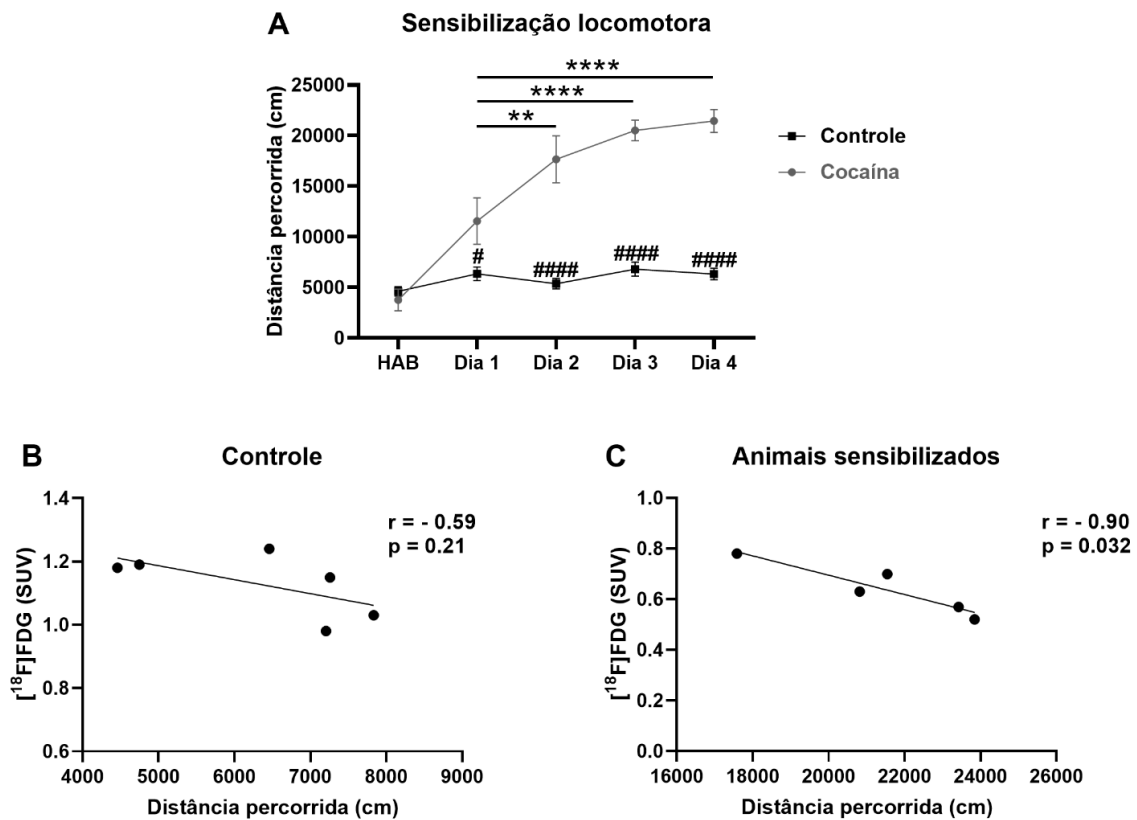 A
Sensibilização locomotora
Distância percorrida (cm)
25000
20000
15000
10000
5000
0
****
****
**
#
####
####
####
HAB
Dia 1
Dia 2
Dia 3
Dia 4
Controle
Cocaína
B
Controle
[18F]FDG (SUV)
1.4
1.2
1.0
0.8
0.6
r = - 0.59
p = 0.21
4000
5000
6000
7000
8000
9000
Distância percorrida (cm)
C
Animais sensibilizados
[18F]FDG (SUV)
1.0
0.8
0.6
0.4
0.2
0.0
r = - 0.90
p = 0.032
16000
18000
20000
22000
24000
26000
Distância percorrida (cm)